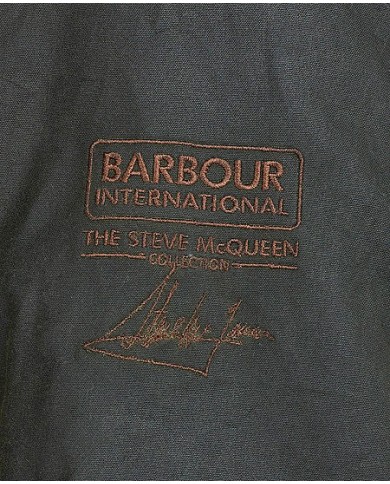 BARBOUR
INTERNATIONAL
THE STEVE McQUEEN
COLLECTION